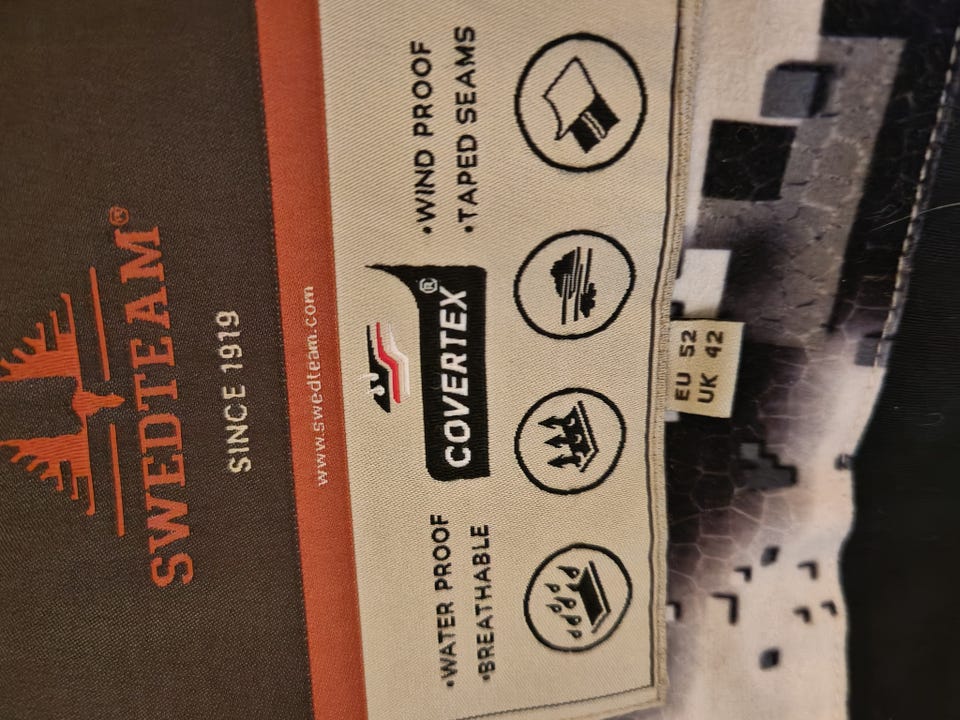 SWEDTEAM®
SINCE 1919
www.swedteam.com
•WATER PROOF
•BREATHABLE
COVERTEX®
•WIND PROOF
•TAPED SEAMS
EU 52
UK 42